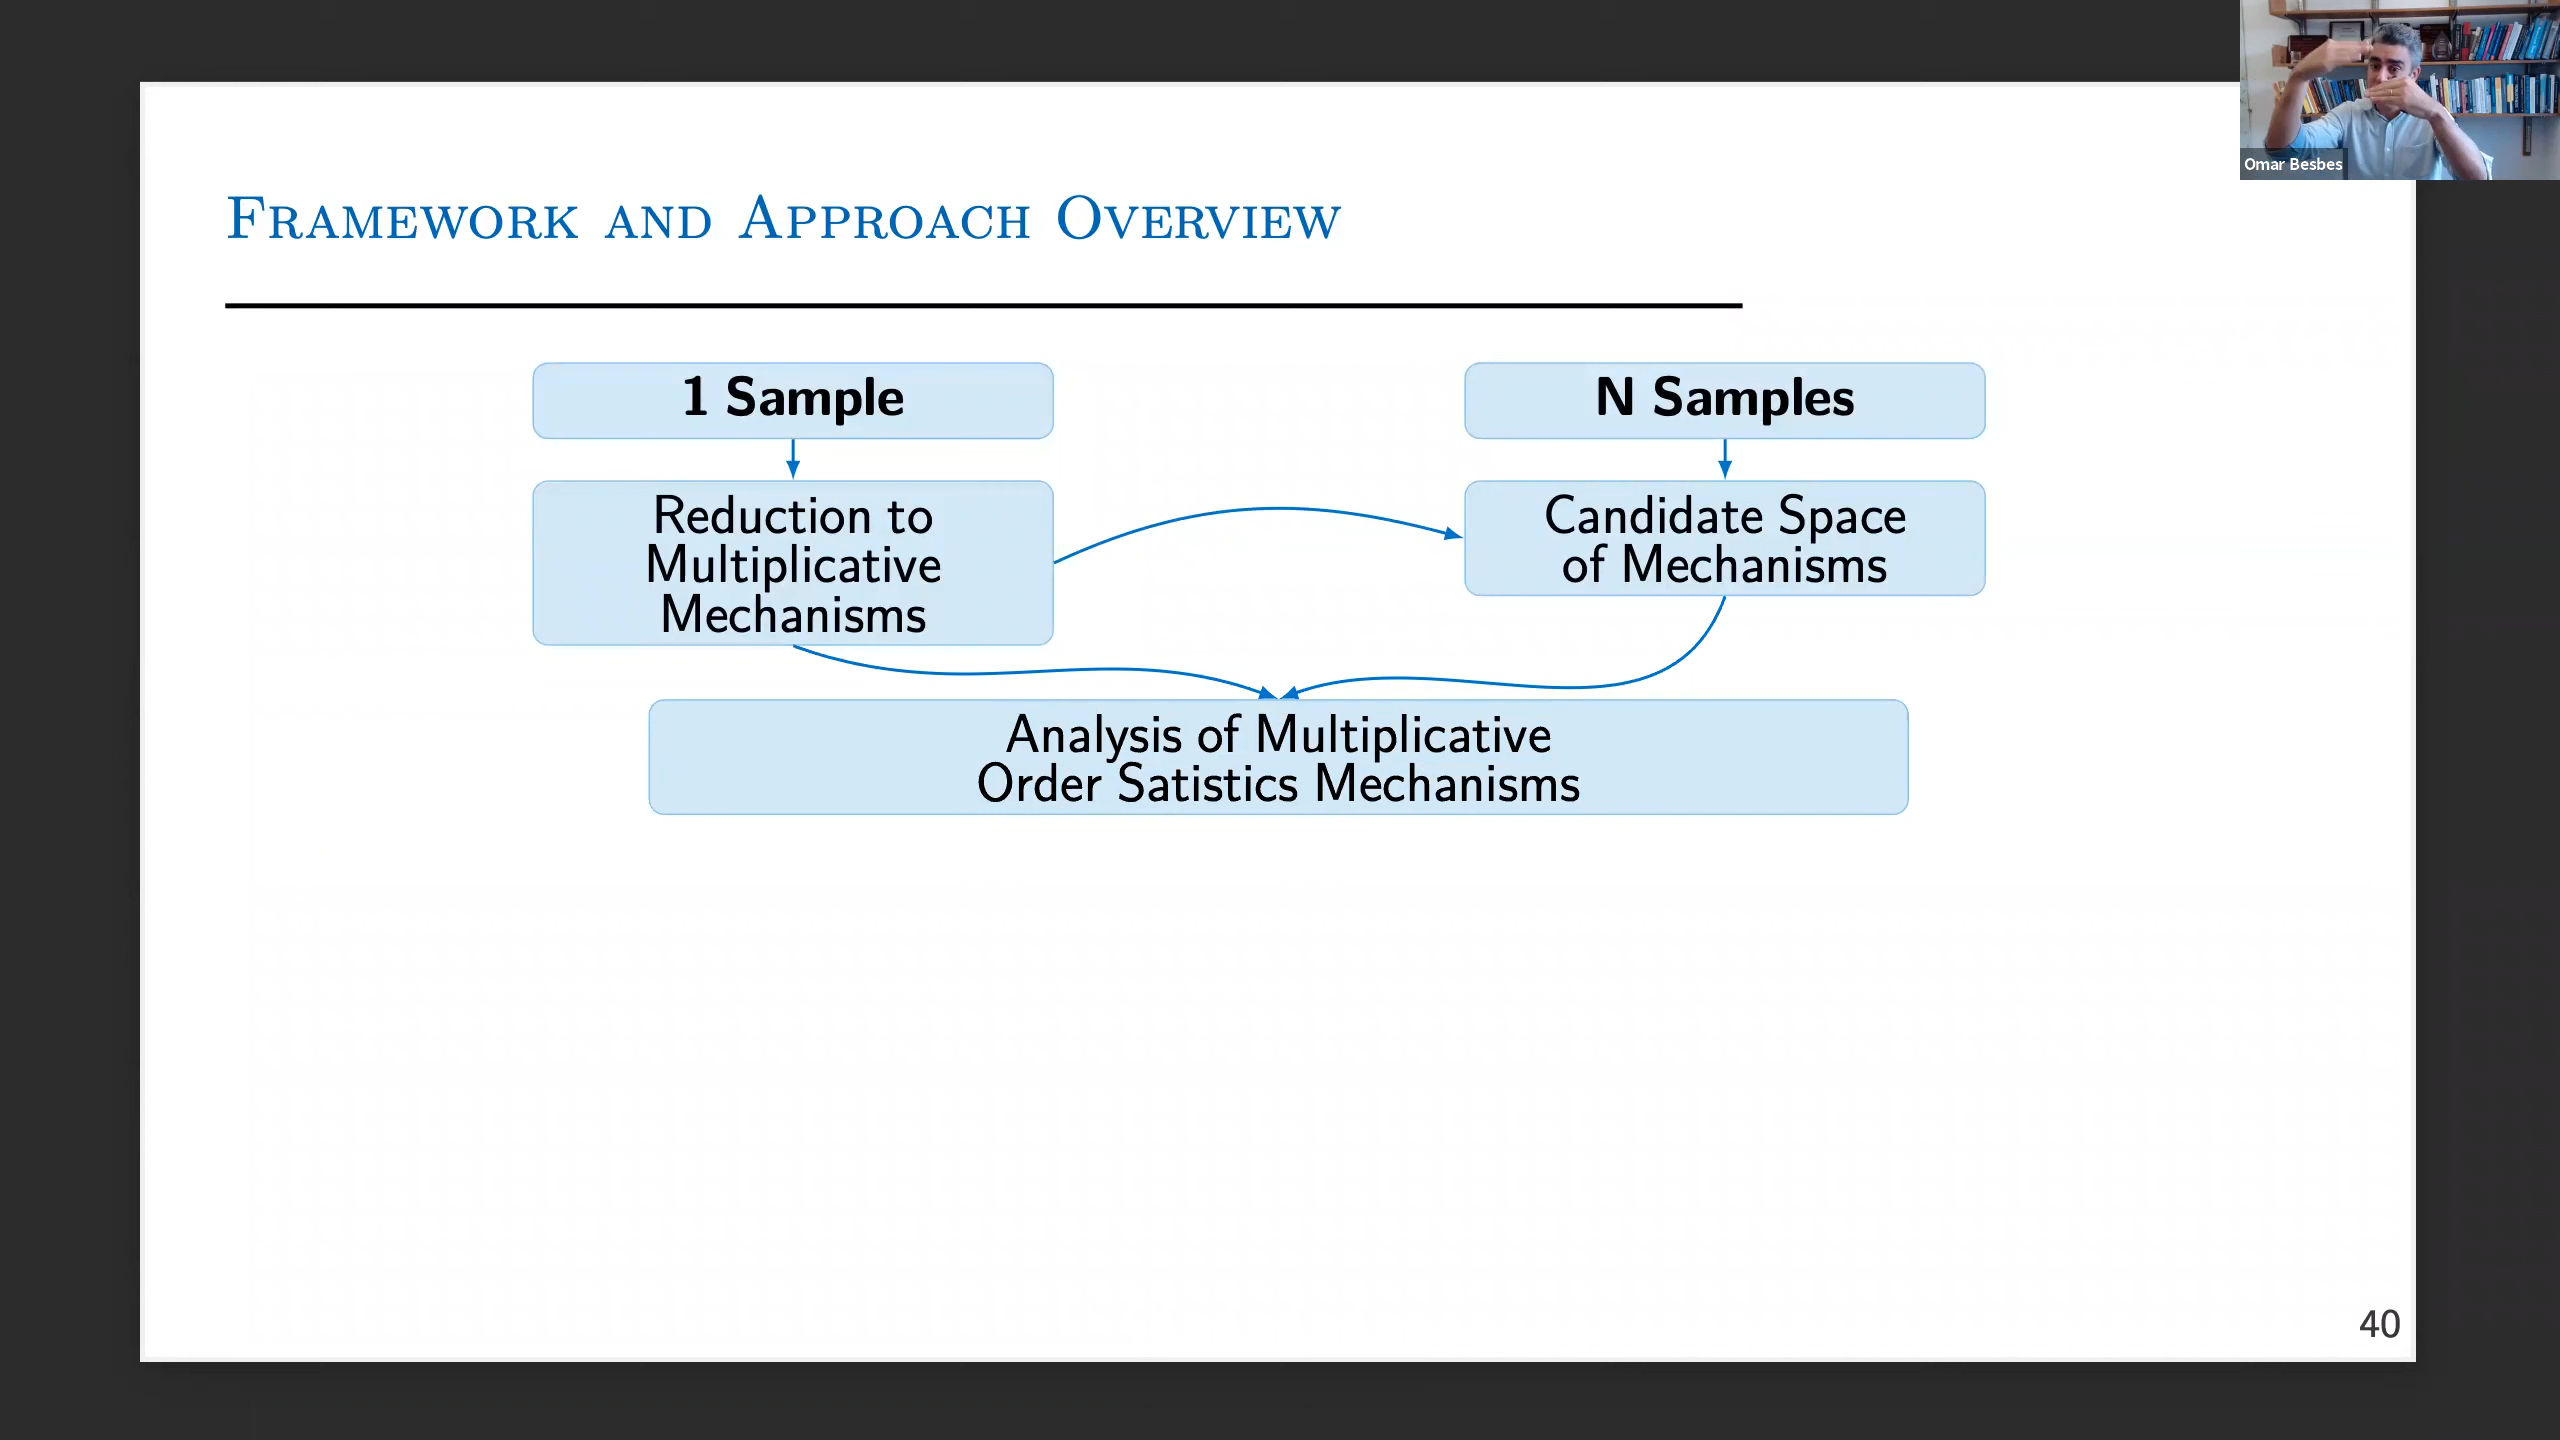 Omar Besbes
Framework and Approach Overview
1 Sample
N Samples
Reduction to
Multiplicative
Mechanisms
Candidate Space
of Mechanisms
Analysis of Multiplicative
Order Satistics Mechanisms
40